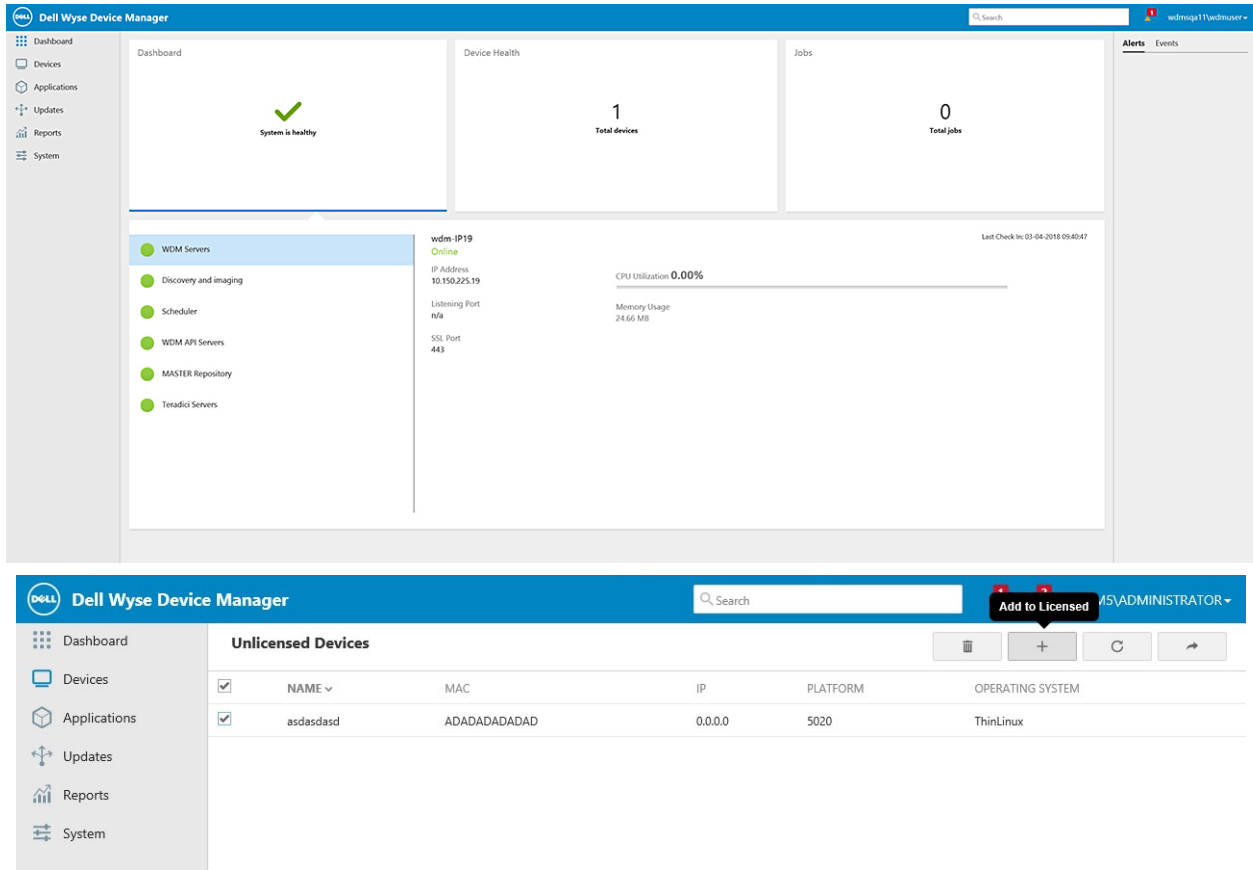 DELL Dell Wyse Device Manager Search 1 wdmsqa11\wdmuser
Dashboard
Devices
Applications
Updates
Reports
System
Dashboard
System is healthy
Device Health
1
Total devices
Jobs
0
Total jobs
Alerts Events
WDM Servers
Discovery and imaging
Scheduler
WDM API Servers
MASTER Repository
Teradici Servers
wdm-IP19
Online
IP Address
10.150.225.19
Listening Port
n/a
SSL Port
443
CPU Utilization 0.00%
Memory Usage
24.66 MB
Last Check In: 03-04-2018 09:40:47
DELL Dell Wyse Device Manager Search M5\ADMINISTRATOR
Add to Licensed
Dashboard
Devices
Applications
Updates
Reports
System
Unlicensed Devices
NAME MAC IP PLATFORM OPERATING SYSTEM
asdasdasd ADADADADADAD 0.0.0.0 5020 ThinLinux